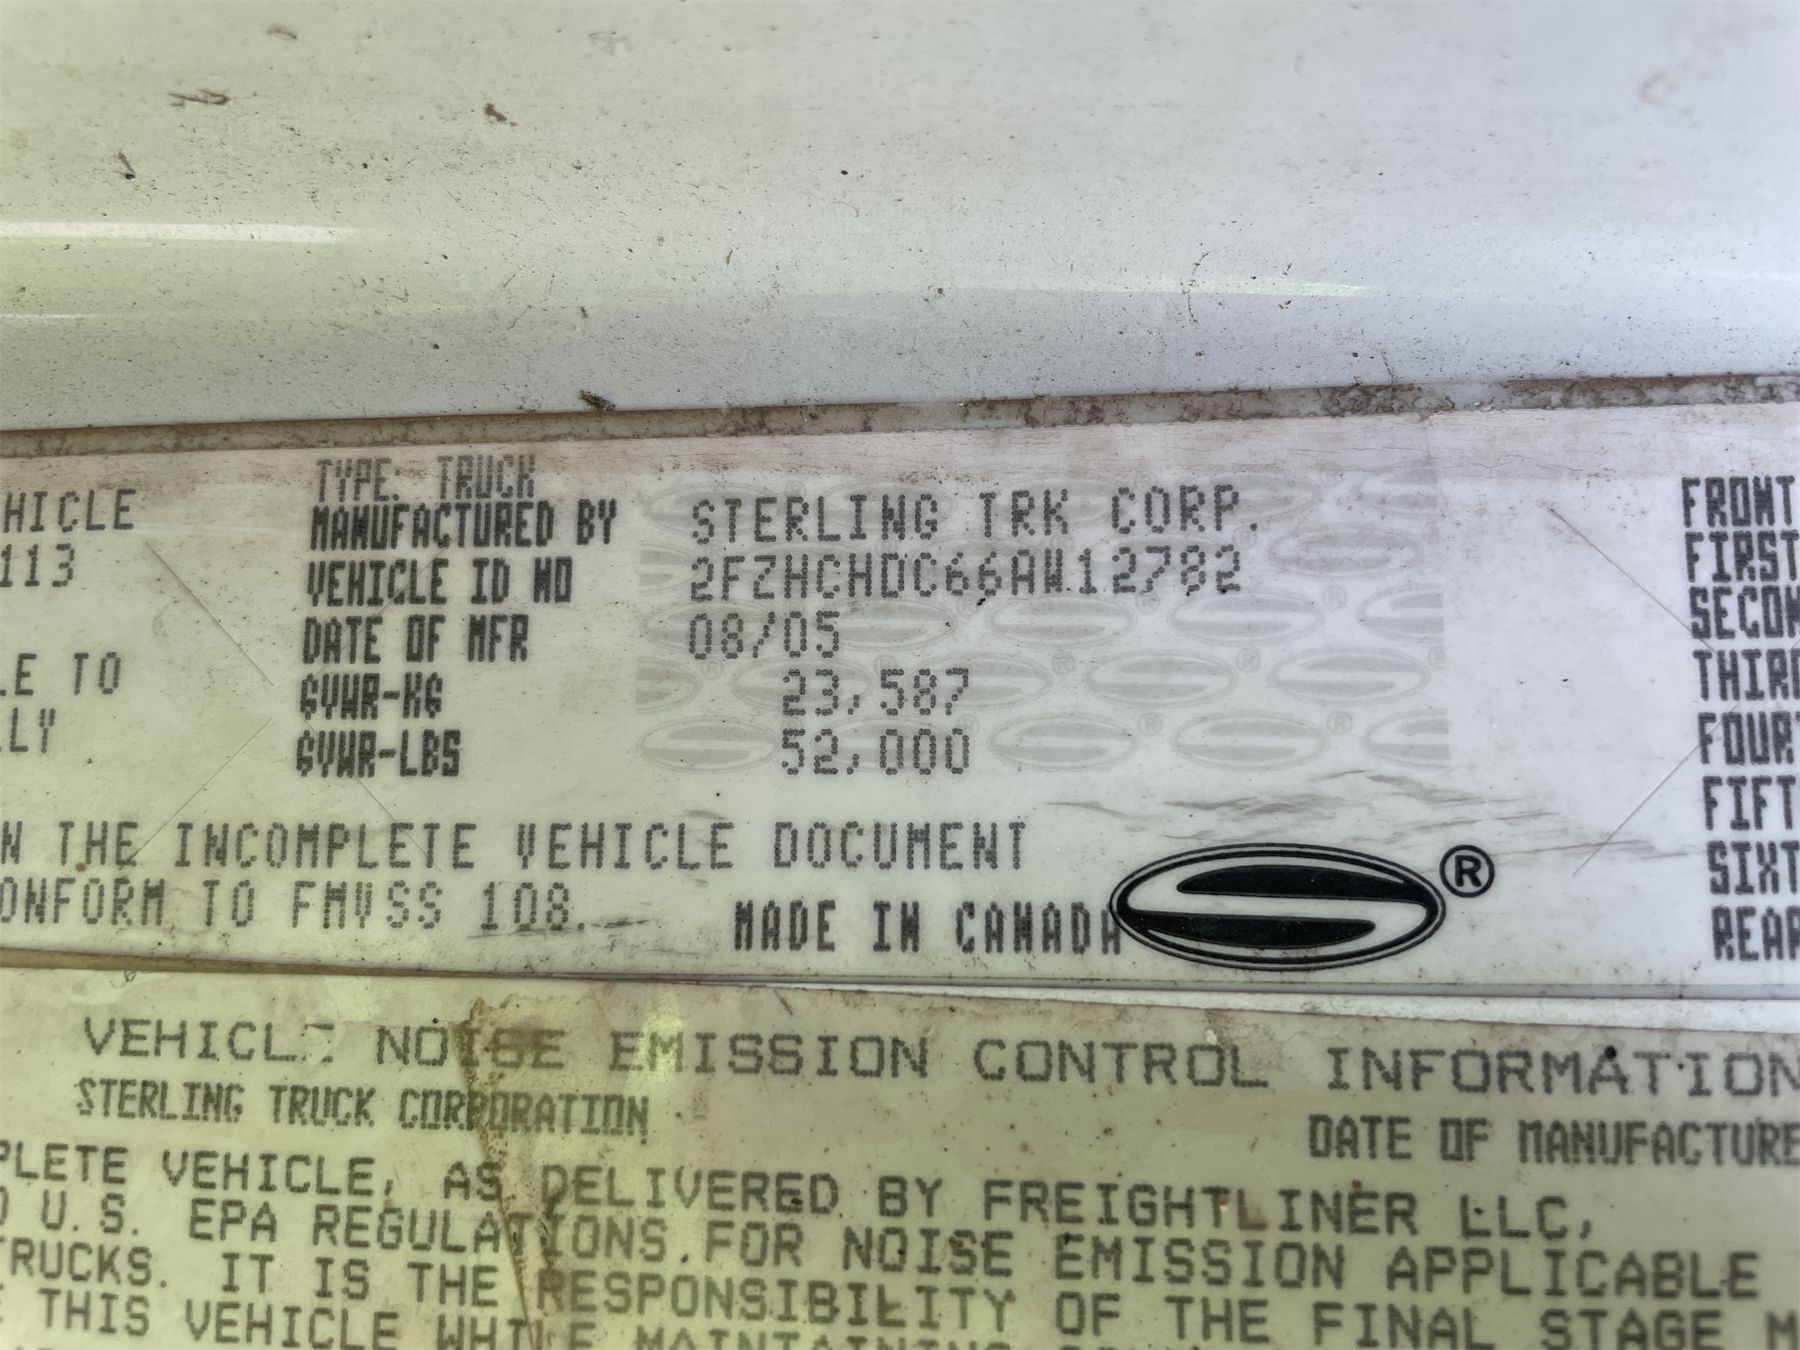 TYPE: TRUCK
HICLE MANUFACTURED BY STERLING TRK CORP. FRONT
113 VEHICLE ID NO 2FZHCHDC66AW12782 FIRST
DATE OF MFR 08/05 SECON
LE TO GVWR-KG 23,587 THIRD
LLY GVWR-LBS 52,000 FOURT
FIFT
N THE INCOMPLETE VEHICLE DOCUMENT SIXT
ONFORM TO FMVSS 108. MADE IN CANADA ® REAR
VEHICLE NOISE EMISSION CONTROL INFORMATION
STERLING TRUCK CORPORATION DATE OF MANUFACTURE
PLETE VEHICLE, AS DELIVERED BY FREIGHTLINER LLC,
U.S. EPA REGULATIONS. FOR NOISE EMISSION APPLICABLE
TRUCKS. IT IS THE RESPONSIBILITY OF THE FINAL STAGE M
THIS VEHICLE WHILE MAINTAINING